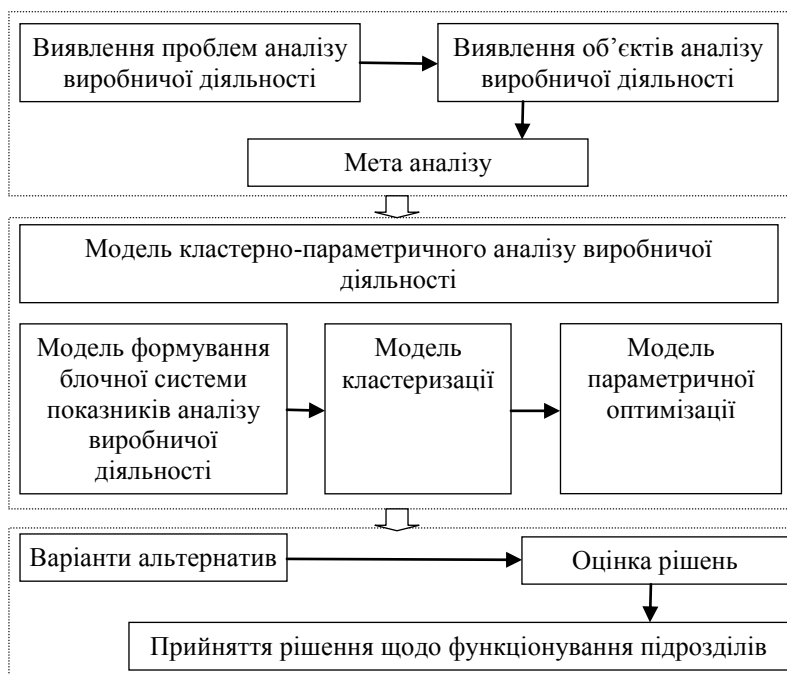 Виявлення проблем аналізу
виробничої діяльності
Виявлення об’єктів аналізу
виробничої діяльності
Мета аналізу
Модель кластерно-параметричного аналізу виробничої
діяльності
Модель формування
блочної системи
показників аналізу
виробничої
діяльності
Модель
кластеризації
Модель
параметричної
оптимізації
Варіанти альтернатив
Оцінка рішень
Прийняття рішення щодо функціонування підрозділів